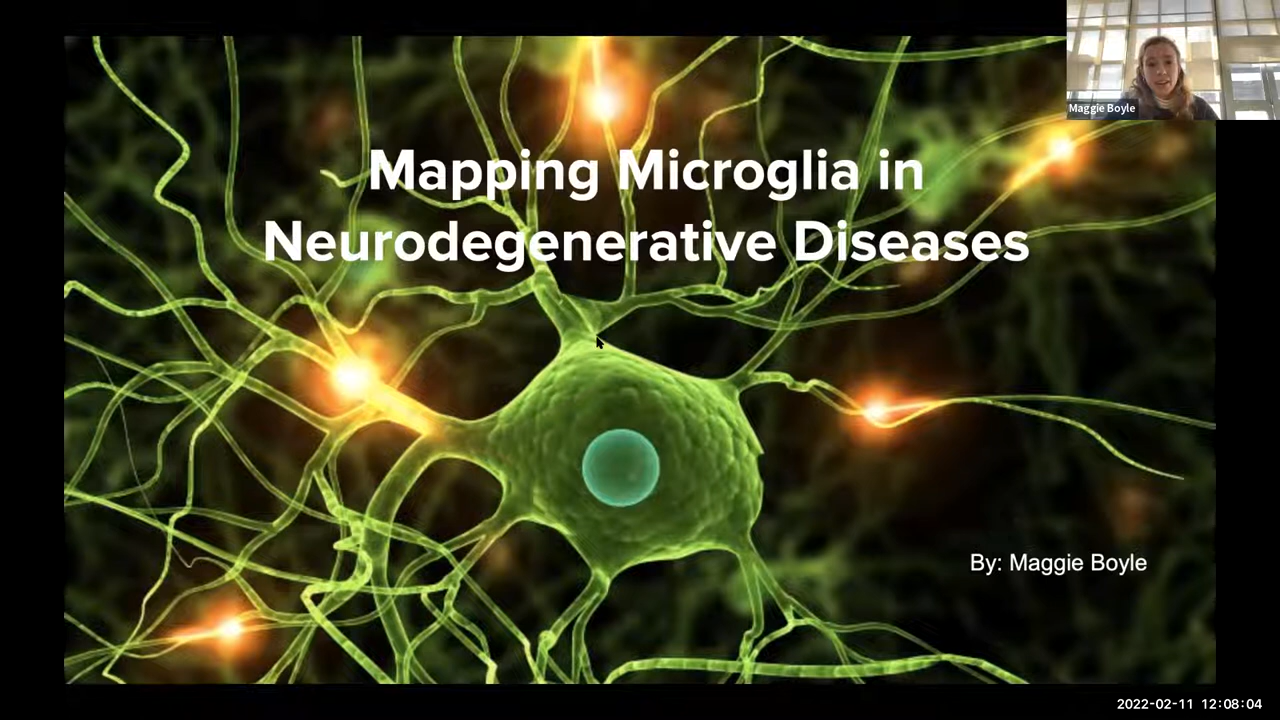 Maggie Boyle
Mapping Microglia in
Neurodegenerative Diseases
By: Maggie Boyle
2022-02-11 12:08:04